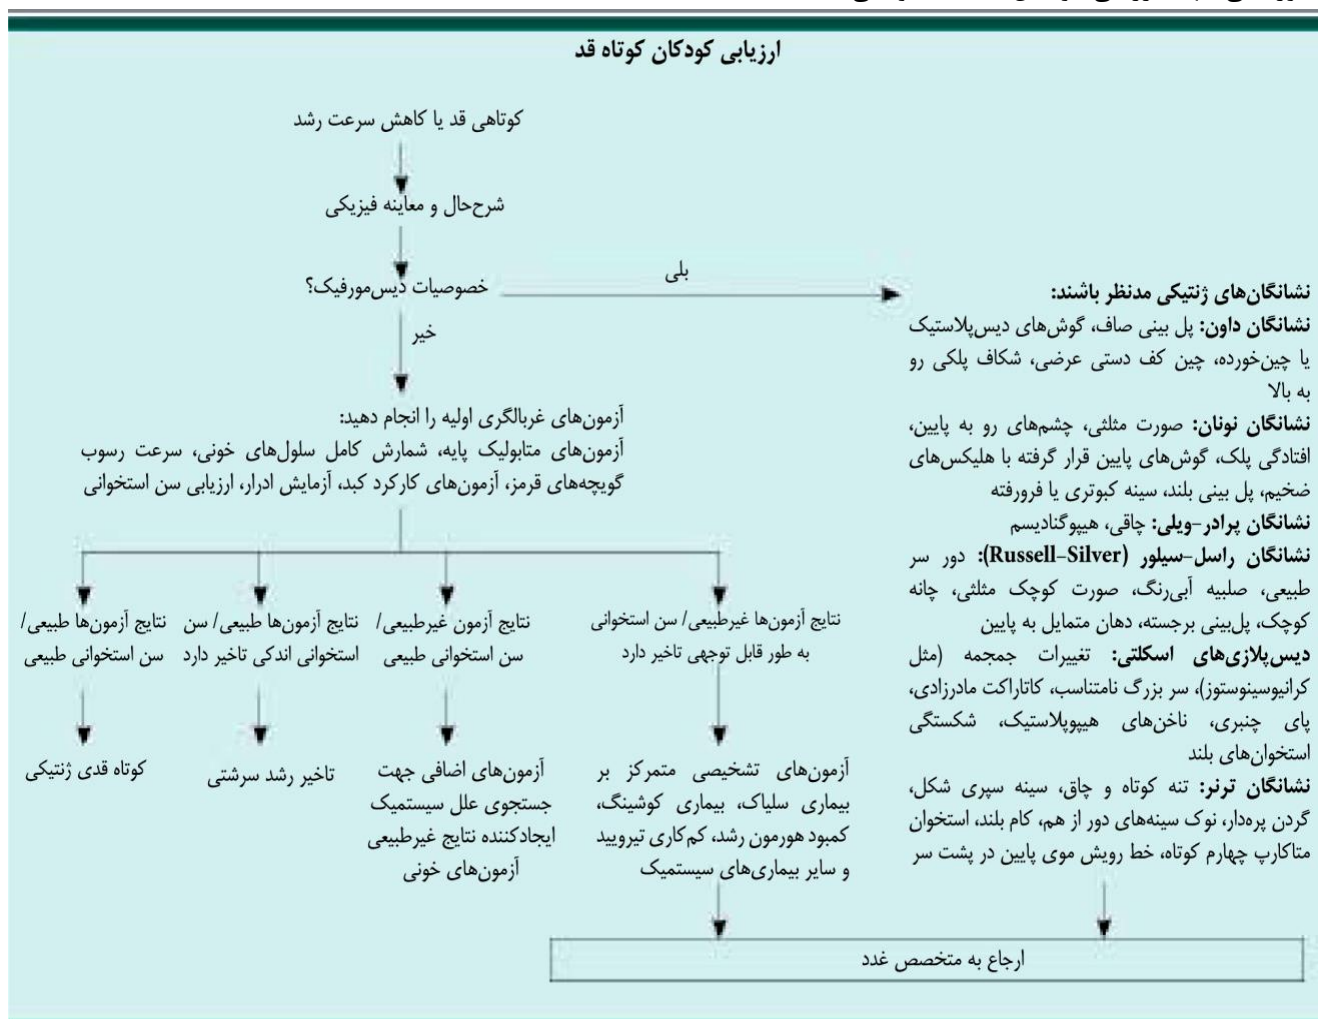 ارزیابی کودکان کوتاه قد
کوتاهی قد یا کاهش سرعت رشد
شرح‌حال و معاینه فیزیکی
خصوصیات دیس‌مورفیک؟
بلی
خیر
نشانگان‌های ژنتیکی مدنظر باشند:
نشانگان داون: پل بینی صاف، گوش‌های دیس‌پلاستیک
یا چین‌خورده، چین کف دستی عرضی، شکاف پلکی رو
به بالا
نشانگان نونان: صورت مثلثی، چشم‌های رو به پایین،
افتادگی پلک، گوش‌های پایین قرار گرفته با هلیکس‌های
ضخیم، پل بینی بلند، سینه کبوتری یا فرورفته
نشانگان پرادر-ویلی: چاقی، هیپوگنادیسم
نشانگان راسل-سیلور (Russell-Silver): دور سر
طبیعی، صلبیه آبی‌رنگ، صورت کوچک مثلثی، چانه
کوچک، پل‌بینی برجسته، دهان متمایل به پایین
دیس‌پلازی‌های اسکلتی: تغییرات جمجمه (مثل
کرانیوسینوستوز)، سر بزرگ نامتناسب، کاتاراکت مادرزادی،
پای چنبری، ناخن‌های هیپوپلاستیک، شکستگی
استخوان‌های بلند
نشانگان ترنر: تنه کوتاه و چاق، سینه سپری شکل،
گردن پره‌دار، نوک سینه‌های دور از هم، کام بلند، استخوان
متاکارپ چهارم کوتاه، خط رویش موی پایین در پشت سر
آزمون‌های غربالگری اولیه را انجام دهید:
آزمون‌های متابولیک پایه، شمارش کامل سلول‌های خونی، سرعت رسوب
گویچه‌های قرمز، آزمون‌های کارکرد کبد، آزمایش ادرار، ارزیابی سن استخوانی
نتایج آزمون‌ها غیرطبیعی/ سن استخوانی
به طور قابل توجهی تاخیر دارد
نتایج آزمون غیرطبیعی/
سن استخوانی طبیعی
نتایج آزمون‌ها طبیعی/ سن
استخوانی اندکی تاخیر دارد
نتایج آزمون‌ها طبیعی/
سن استخوانی طبیعی
آزمون‌های تشخیصی متمرکز بر
بیماری سلیاک، بیماری کوشینگ،
کمبود هورمون رشد، کم‌کاری تیرویید
و سایر بیماری‌های سیستمیک
آزمون‌های اضافی جهت
جستجوی علل سیستمیک
ایجادکننده نتایج غیرطبیعی
آزمون‌های خونی
تاخیر رشد سرشتی
کوتاه قدی ژنتیکی
ارجاع به متخصص غدد